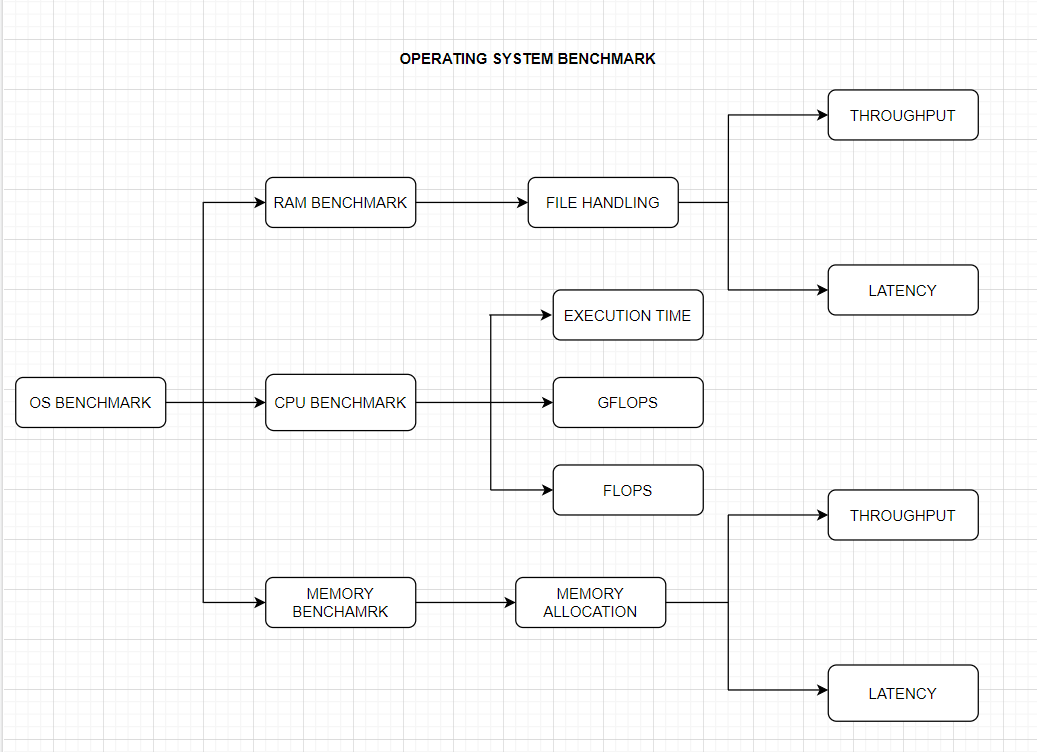 OPERATING SYSTEM BENCHMARK
THROUGHPUT
RAM BENCHMARK
FILE HANDLING
LATENCY
EXECUTION TIME
OS BENCHMARK
CPU BENCHMARK
GFLOPS
FLOPS
THROUGHPUT
MEMORY
BENCHAMRK
MEMORY
ALLOCATION
LATENCY